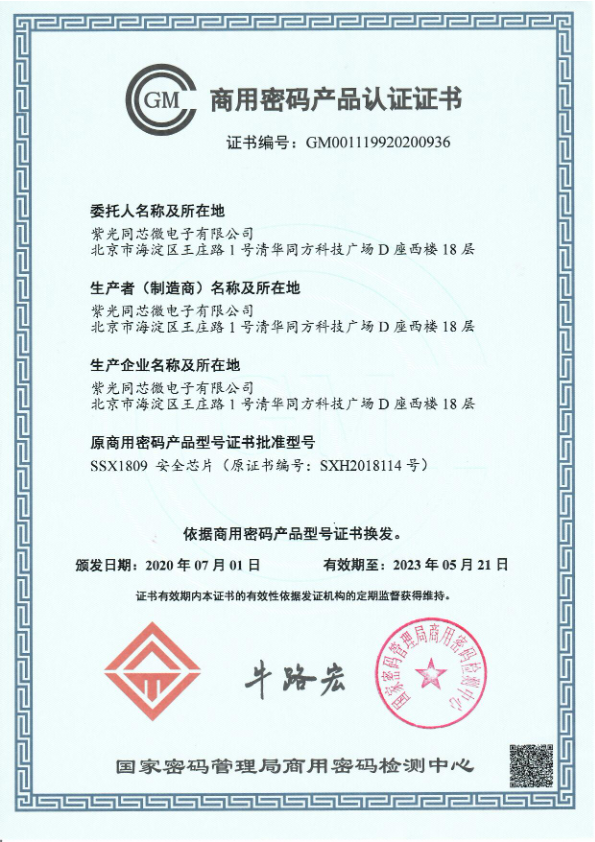 GM
商用密码产品认证证书
证书编号：GM001119920200936
委托人名称及所在地
紫光同芯微电子有限公司
北京市海淀区王庄路 1 号清华同方科技广场 D 座西楼 18 层
生产者（制造商）名称及所在地
紫光同芯微电子有限公司
北京市海淀区王庄路 1 号清华同方科技广场 D 座西楼 18 层
生产企业名称及所在地
紫光同芯微电子有限公司
北京市海淀区王庄路 1 号清华同方科技广场 D 座西楼 18 层
原商用密码产品型号证书批准型号
SSX1809 安全芯片（原证书编号：SXH2018114 号）
依据商用密码产品型号证书换发。
颁发日期：2020 年 07 月 01 日 有效期至：2023 年 05 月 21 日
证书有效期内本证书的有效性依据发证机构的定期监督获得维持。
牛路宏
国家密码管理局商用密码检测中心
国家密码管理局商用密码检测中心